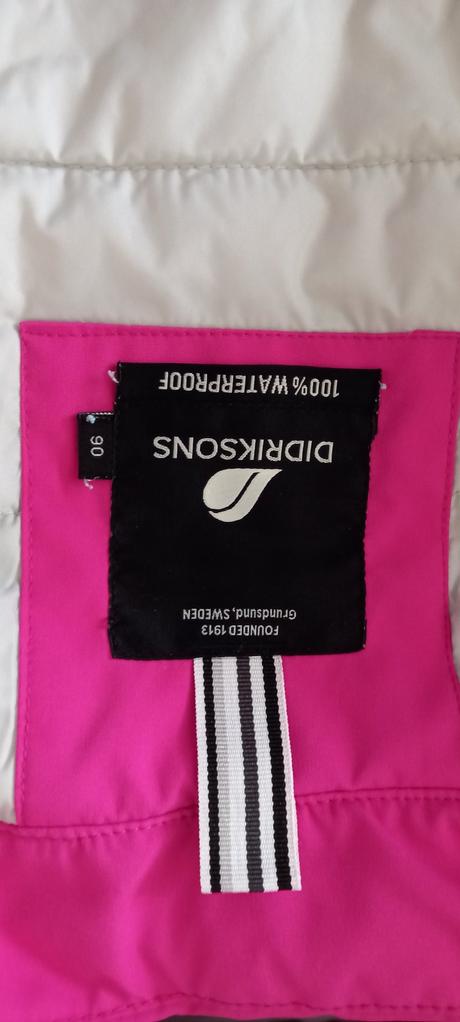 FOUNDED 1913
Grundsund, SWEDEN
DIDRIKSONS
100% WATERPROOF
90